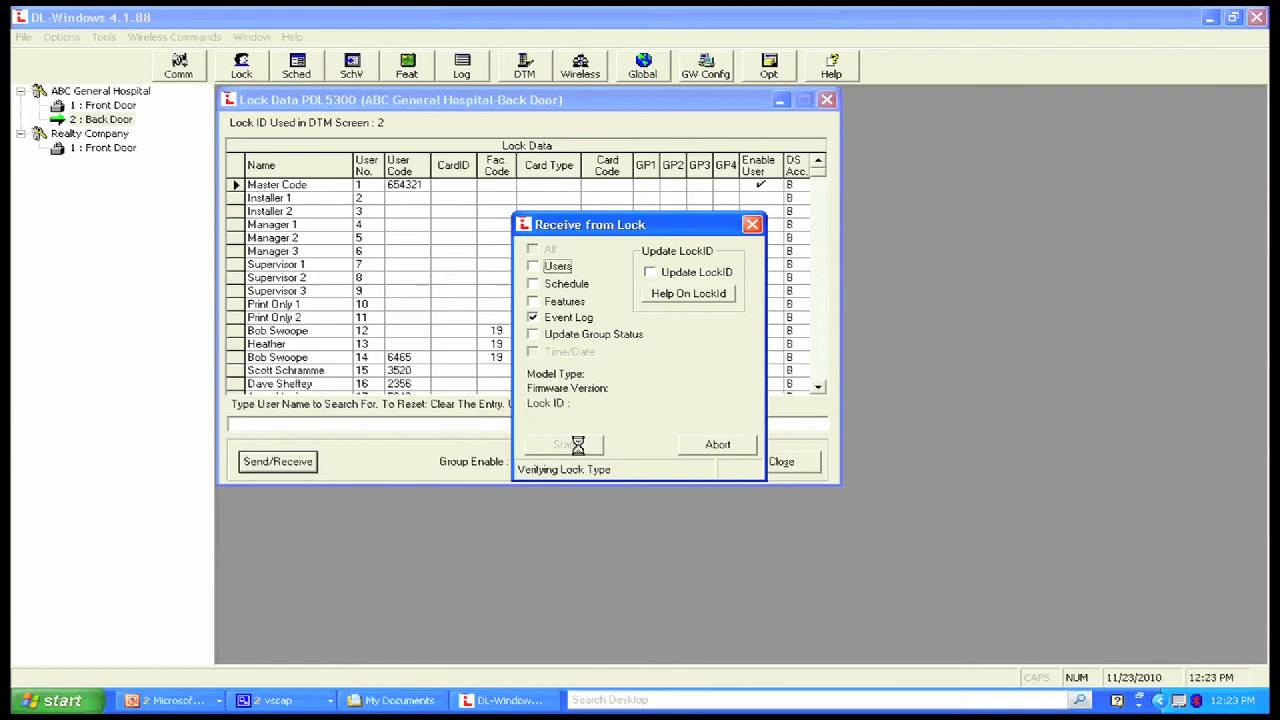 DL-Windows 4.1.88
File Options Tools Wireless Commands Window Help
Comm Lock Sched SchV Feat Log DTM Wireless Global GW Config Opt Help
ABC General Hospital
1 : Front Door
2 : Back Door
Realty Company
1 : Front Door
Lock Data PDL5300 (ABC General Hospital-Back Door)
Lock ID Used in DTM Screen : 2
Lock Data
Name User No. User Code CardID Fac. Code Card Type Card Code GP1 GP2 GP3 GP4 Enable User DS Acc.
Master Code 1 654321 B
Installer 1 2 B
Installer 2 3 B
Manager 1 4 B
Manager 2 5 B
Manager 3 6 B
Supervisor 1 7 B
Supervisor 2 8 B
Supervisor 3 9 B
Print Only 1 10 B
Print Only 2 11 B
Bob Swoope 12 19 B
Heather 13 19 B
Bob Swoope 14 6465 19 B
Scott Schramme 15 3520 B
Dave Sheffey 16 2356 B
Type User Name to Search For. To Reset: Clear The Entry.
Send/Receive Group Enable : Close
Receive from Lock
All
Users
Schedule
Features
Event Log
Update Group Status
Time/Date
Update LockID
Update LockID
Help On LockId
Model Type:
Firmware Version:
Lock ID :
Abort
Verifying Lock Type
CAPS NUM 11/23/2010 12:23 PM
start 2 Microsof... 2 vscap My Documents DL-Window... Search Desktop 12:23 PM